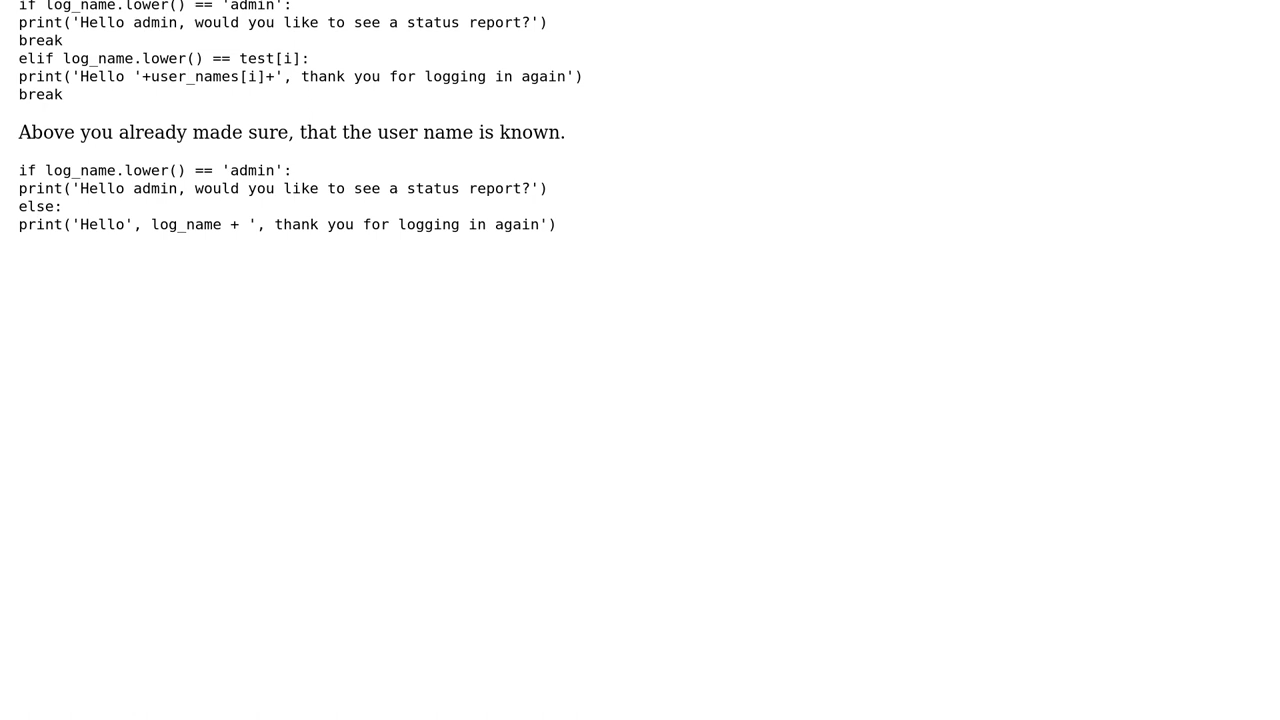 if log_name.lower() == 'admin':
print('Hello admin, would you like to see a status report?')
break
elif log_name.lower() == test[i]:
print('Hello '+user_names[i]+', thank you for logging in again')
break
Above you already made sure, that the user name is known.
if log_name.lower() == 'admin':
print('Hello admin, would you like to see a status report?')
else:
print('Hello', log_name + ', thank you for logging in again')